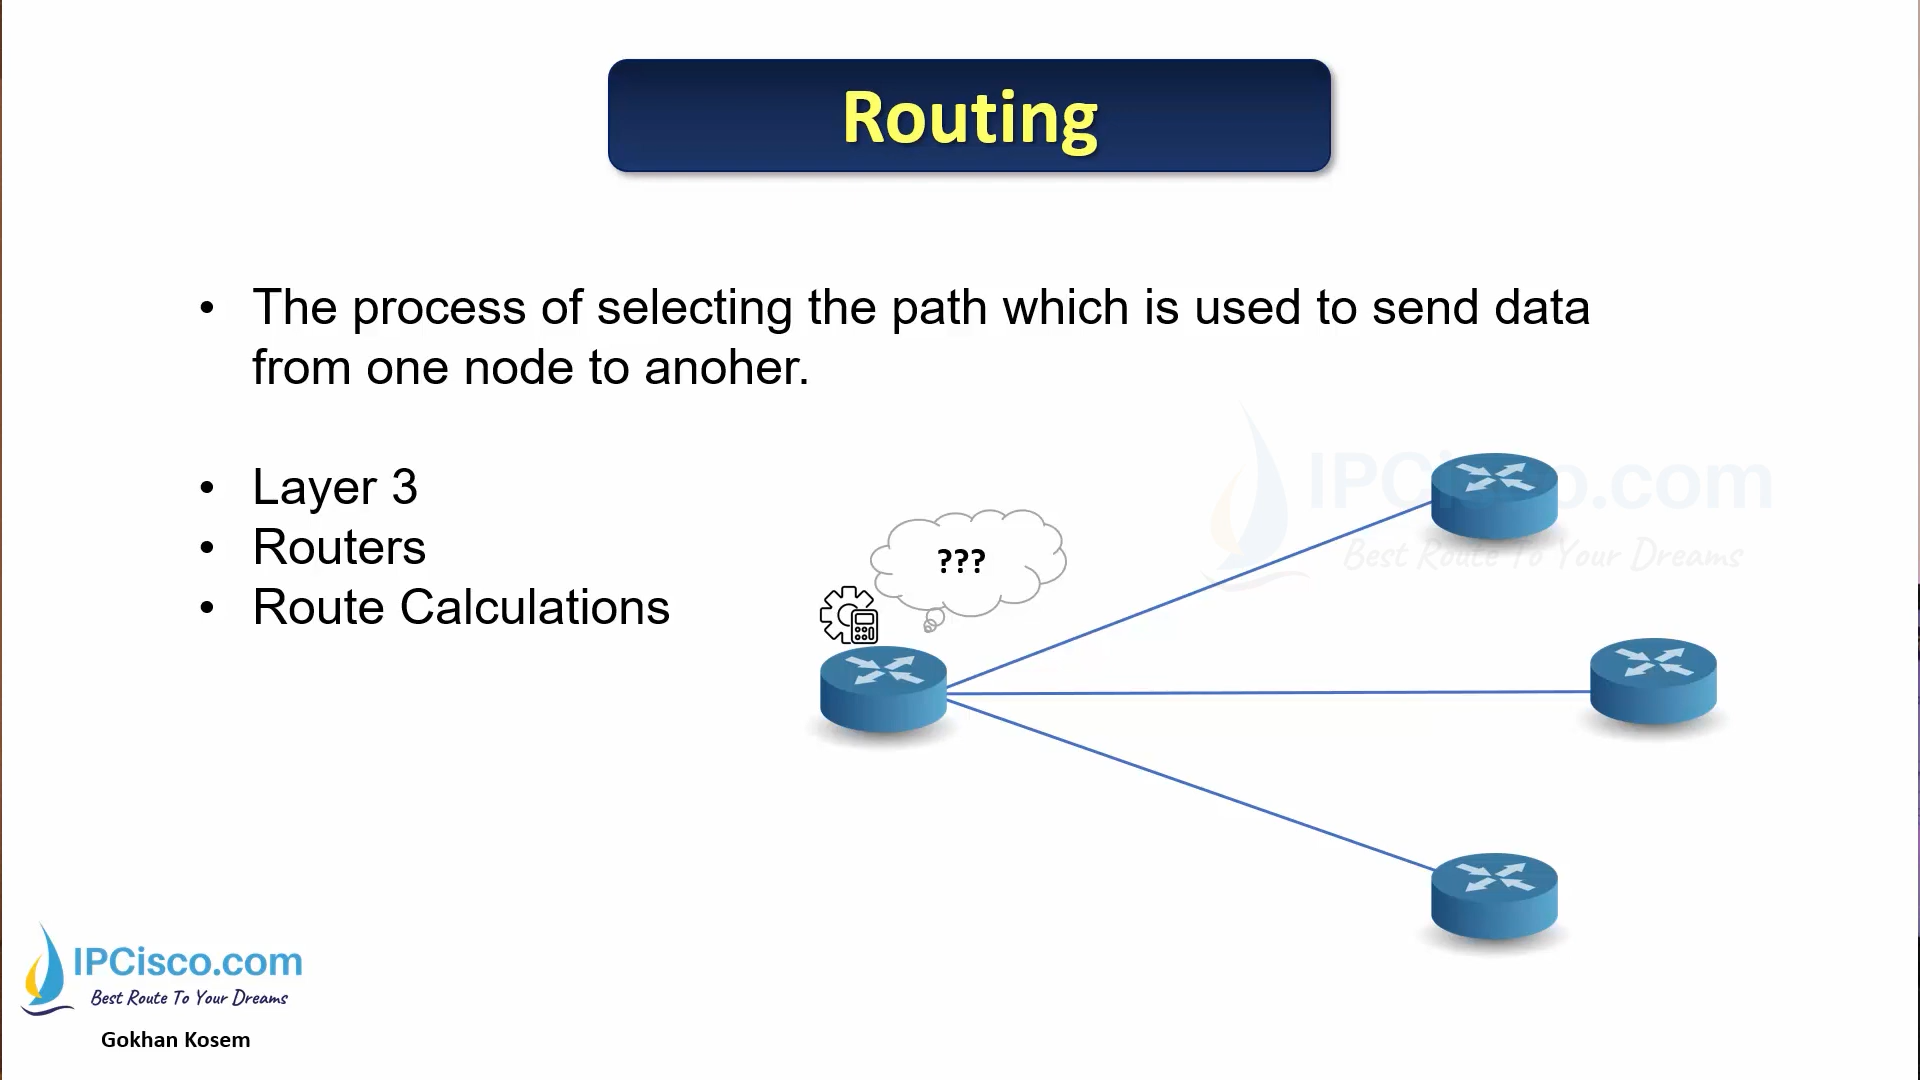 Routing
• The process of selecting the path which is used to send data
from one node to anoher.
• Layer 3
• Routers
• Route Calculations
???
IPCisco.com
Best Route To Your Dreams
IPCisco.com
Best Route To Your Dreams
Gokhan Kosem